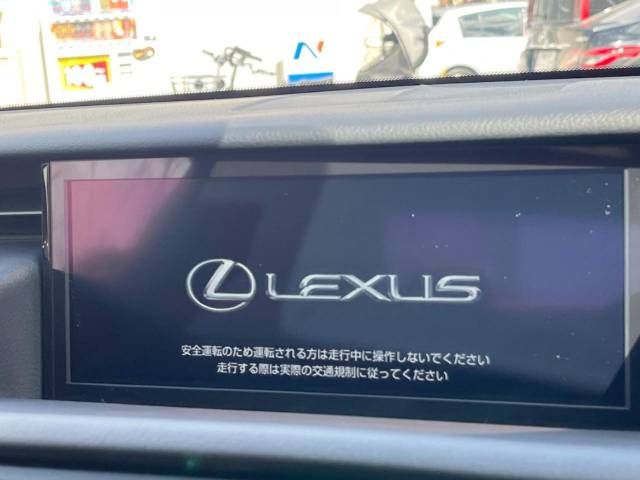 LEXUS
安全運転のため運転される方は走行中に操作しないでください
走行する際は実際の交通規制に従ってください